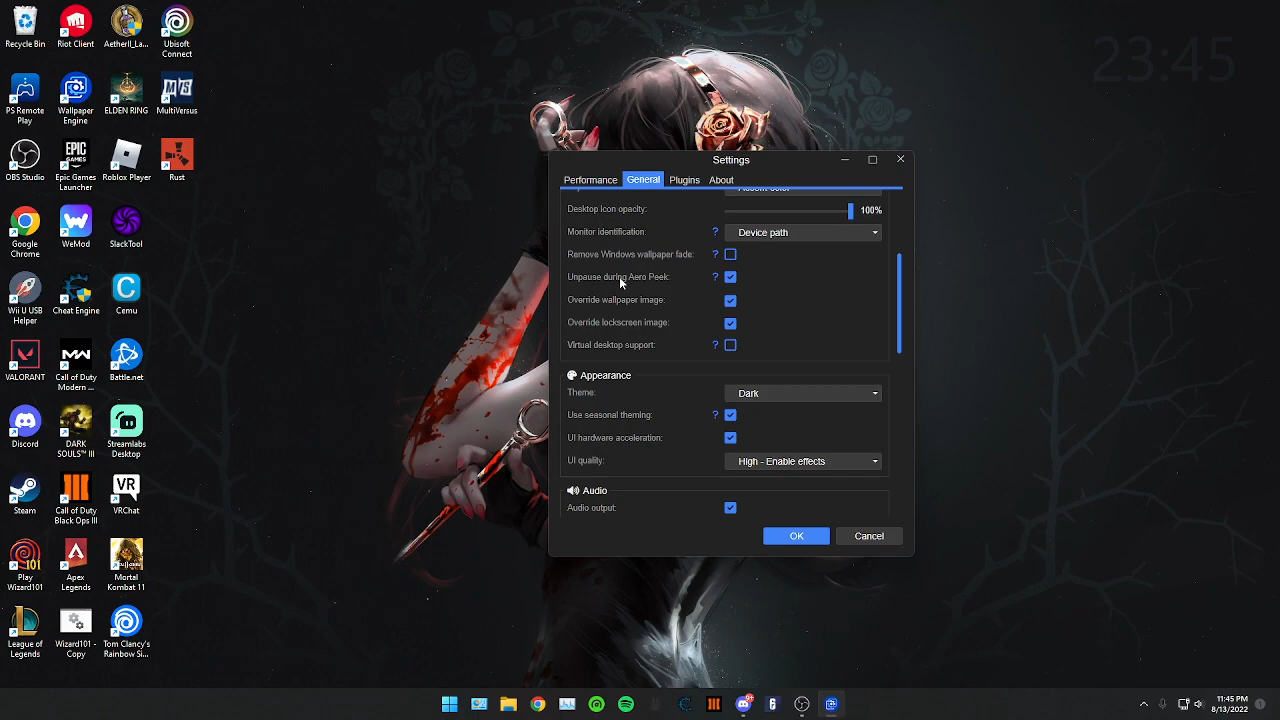 Recycle Bin
Riot Client
Aetherll_La...
Ubisoft
Connect
PS Remote
Play
Wallpaper
Engine
ELDEN RING
MultiVersus
OBS Studio
Epic Games
Launcher
Roblox Player
Rust
Google
Chrome
WeMod
SlackTool
Wii U USB
Helper
Cheat Engine
Cemu
VALORANT
Call of Duty
Modern ...
Battle.net
Discord
DARK
SOULS™ III
Streamlabs
Desktop
Steam
Call of Duty
Black Ops III
VRChat
Play
Wizard101
Apex
Legends
Mortal
Kombat 11
League of
Legends
Wizard101 -
Copy
Tom Clancy's
Rainbow Si...
23:45
Settings
Performance General Plugins About
Desktop Icon opacity: 100%
Monitor identification: ? Device path
Remove Windows wallpaper fade: ?
Unpause during Aero Peek: ?
Override wallpaper image:
Override lockscreen image:
Virtual desktop support: ?
Appearance
Theme: Dark
Use seasonal theming: ?
UI hardware acceleration:
UI quality: High - Enable effects
Audio
Audio output:
OK Cancel
11:45 PM
8/13/2022